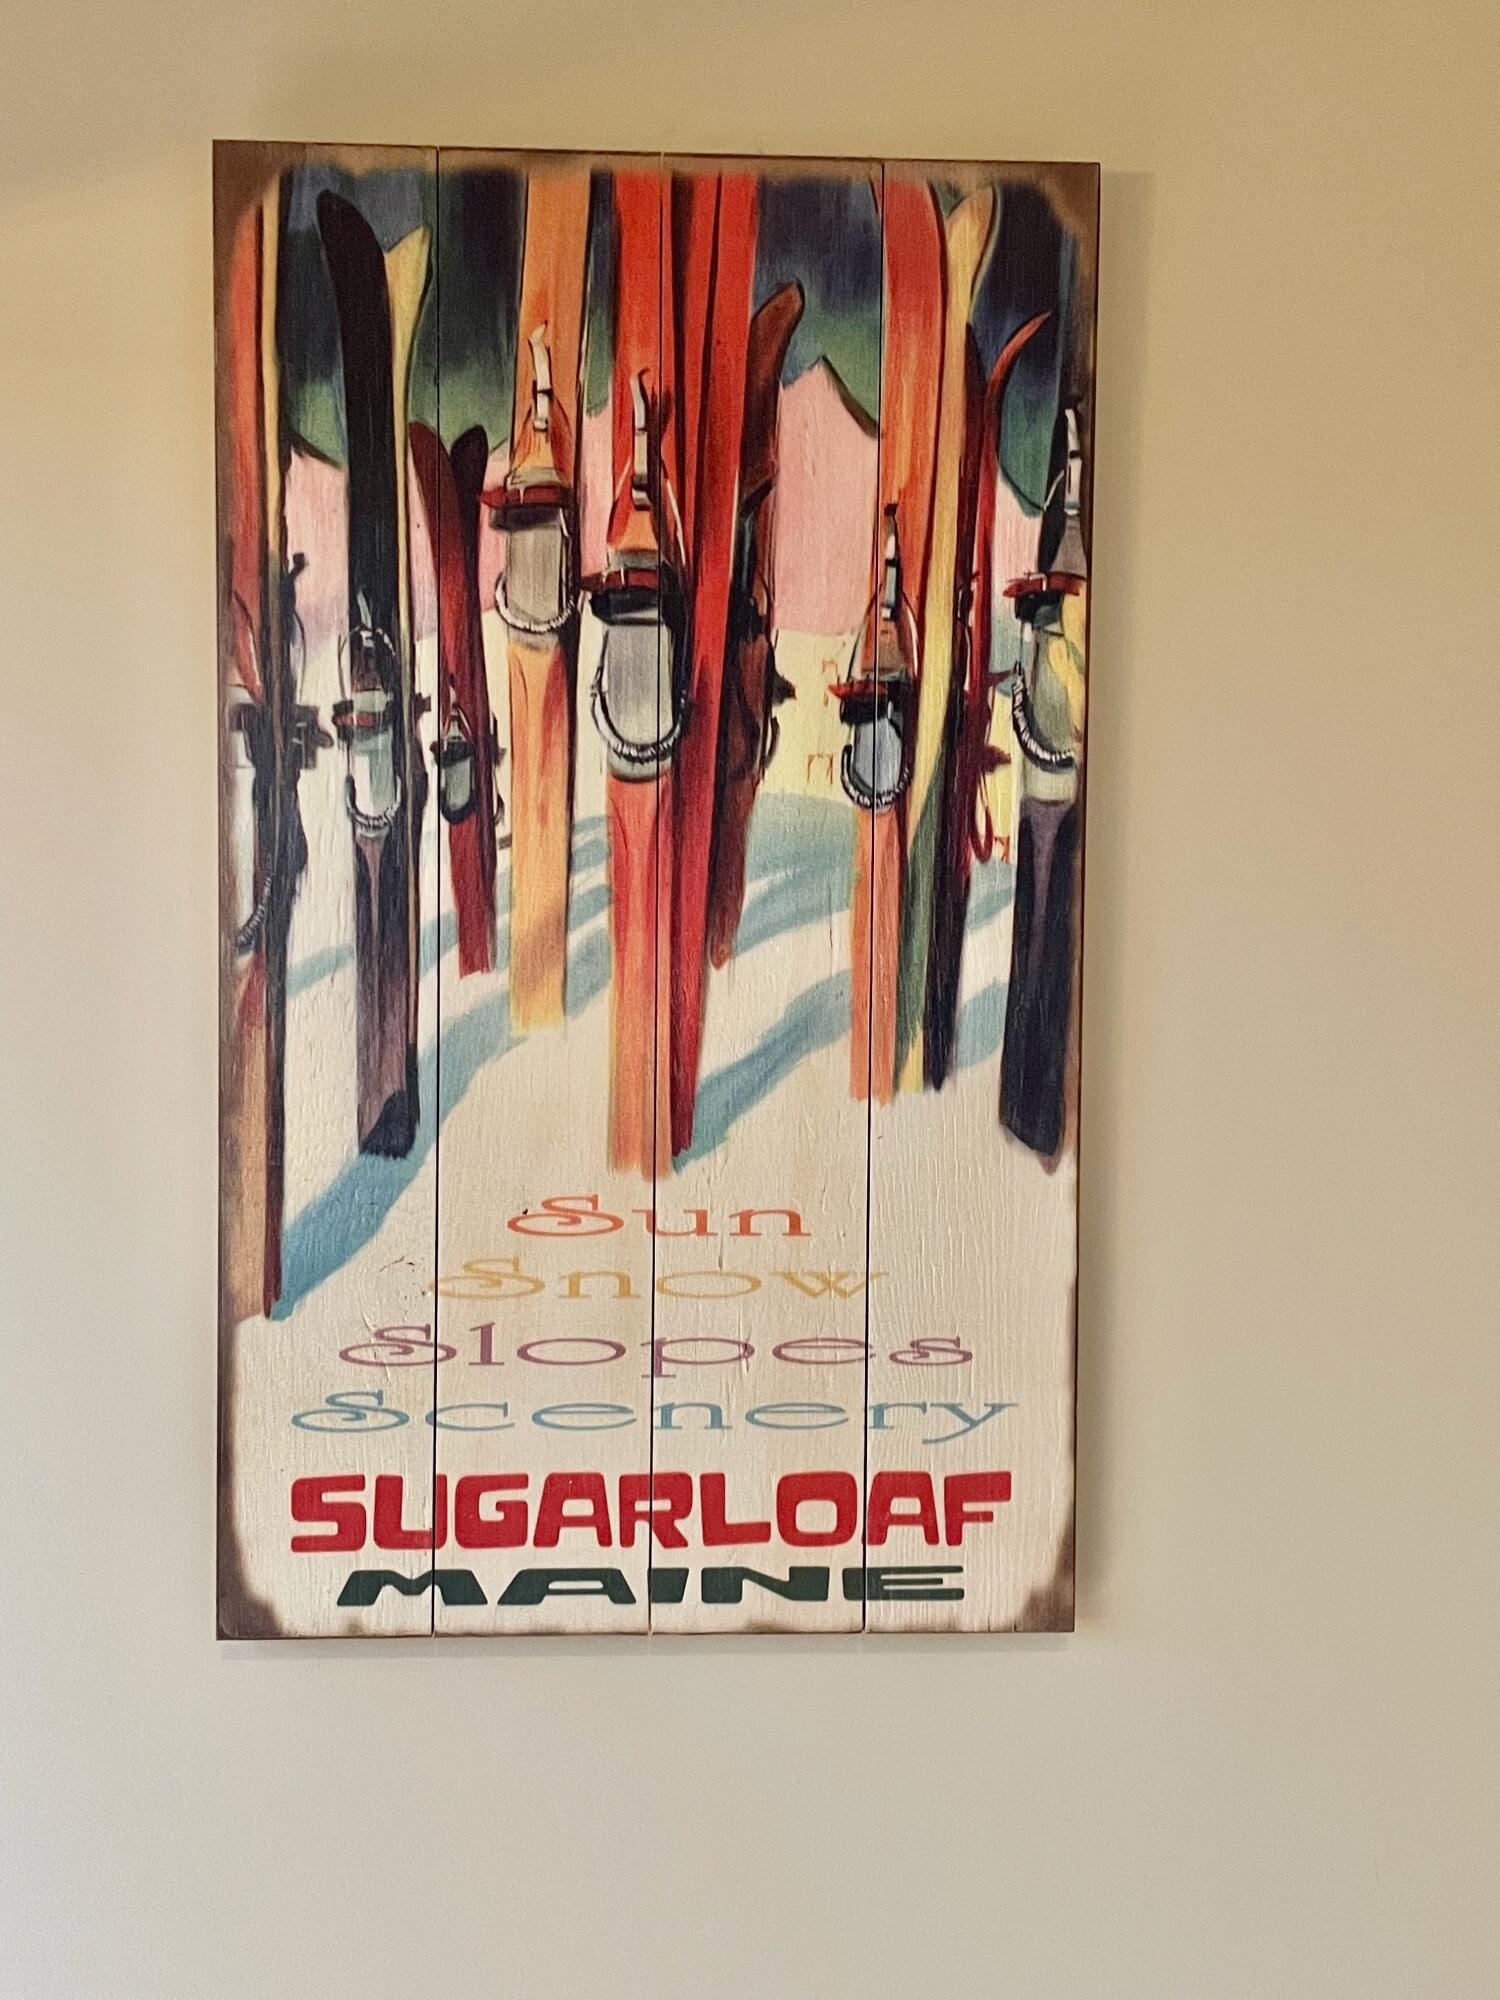 Sun
Snow
Slopes
Scenery
SUGARLOAF
MAINE